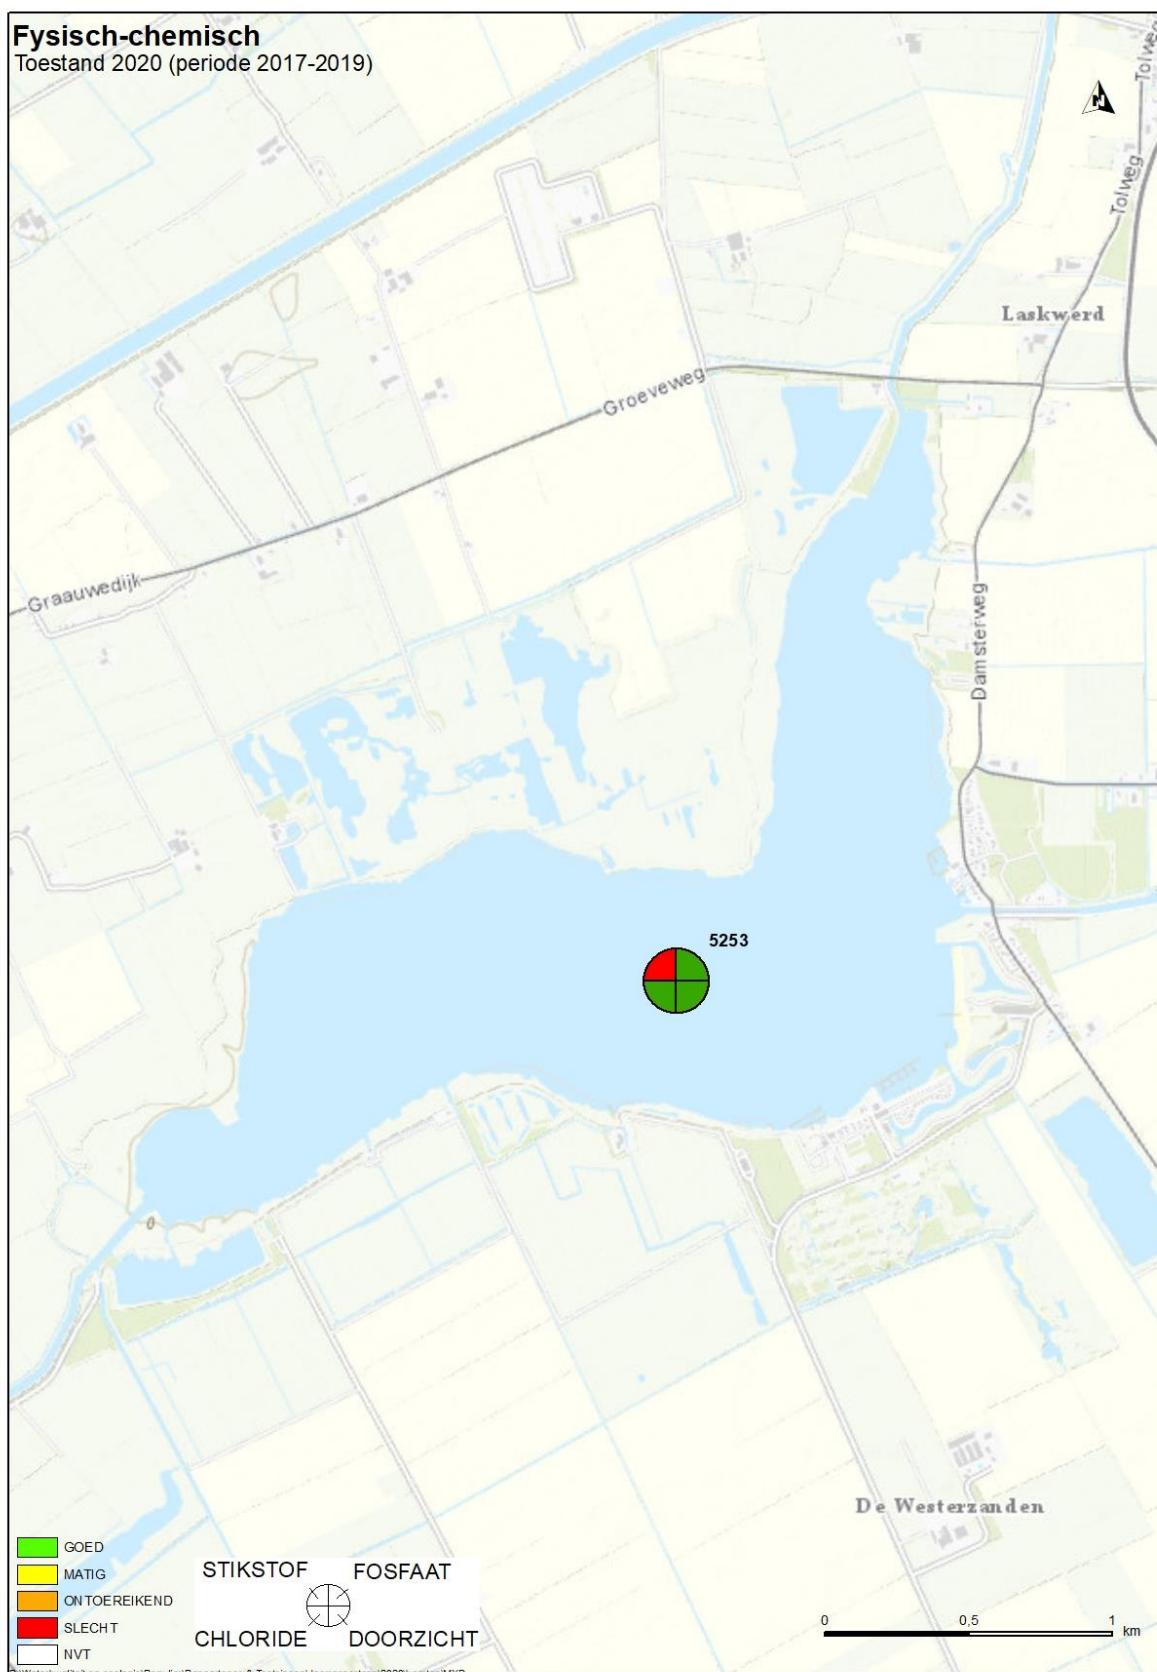 Fysisch-chemisch
Toestand 2020 (periode 2017-2019)
Tolweg
N
Tolweg
Laskwerd
Groeveweg
Graauwedijk
Damsterweg
5253
0
De Westerzanden
GOED
MATIG
ONTOEREIKEND
SLECHT
NVT
STIKSTOF FOSFAAT
CHLORIDE DOORZICHT
0 0,5 1
km